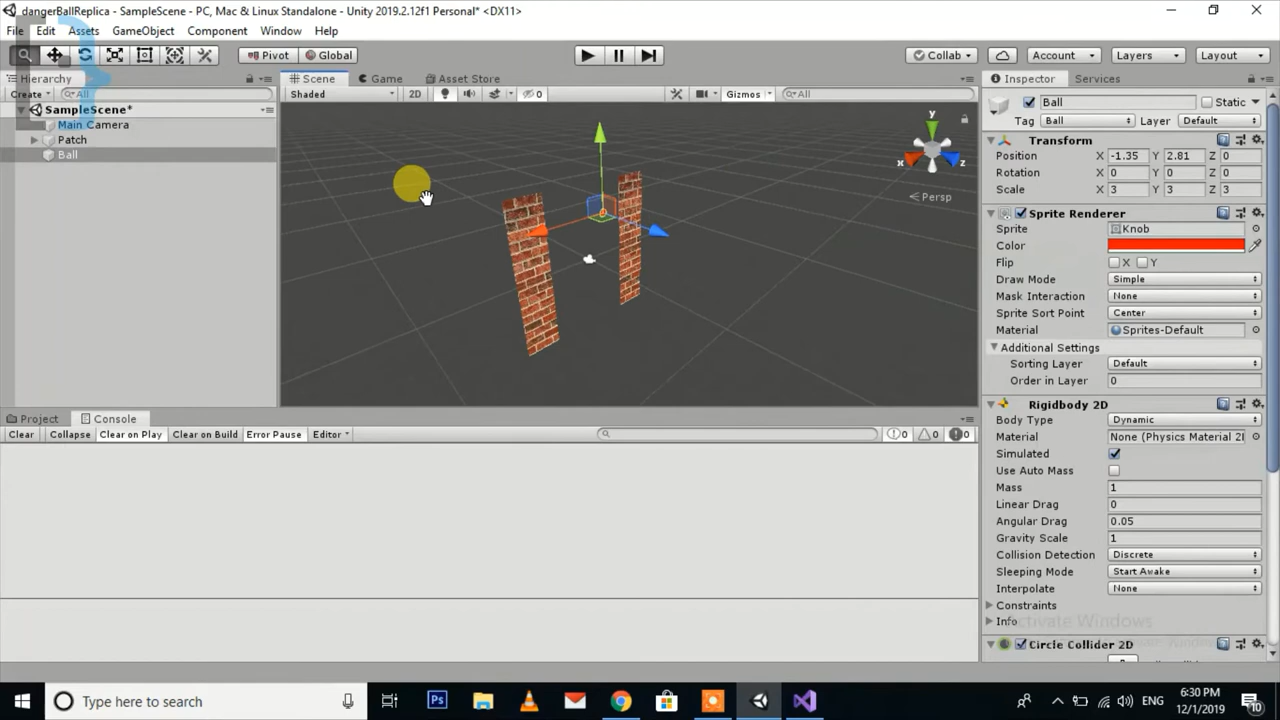 dangerBallReplica - SampleScene - PC, Mac & Linux Standalone - Unity 2019.2.12f1 Personal* <DX11>
File Edit Assets GameObject Component Window Help
Pivot Global Collab Account Layers Layout
Hierarchy Scene Game Asset Store Inspector Services
Create All Shaded 2D 0 Gizmos All
SampleScene*
Main Camera
Patch
Ball
y
x
z
Persp
Ball Static
Tag Ball Layer Default
Transform
Position X -1.35 Y 2.81 Z 0
Rotation X 0 Y 0 Z 0
Scale X 3 Y 3 Z 3
Sprite Renderer
Sprite Knob
Color
Flip X Y
Draw Mode Simple
Mask Interaction None
Sprite Sort Point Center
Material Sprites-Default
Additional Settings
Sorting Layer Default
Order in Layer 0
Rigidbody 2D
Body Type Dynamic
Material None (Physics Material 2
Simulated
Use Auto Mass
Mass 1
Linear Drag 0
Angular Drag 0.05
Gravity Scale 1
Collision Detection Discrete
Sleeping Mode Start Awake
Interpolate None
Constraints
Info
Activate Windows
Circle Collider 2D
Project Console
Clear Collapse Clear on Play Clear on Build Error Pause Editor 0 0 0
Type here to search
Ps
ENG
6:30 PM
12/1/2019
10